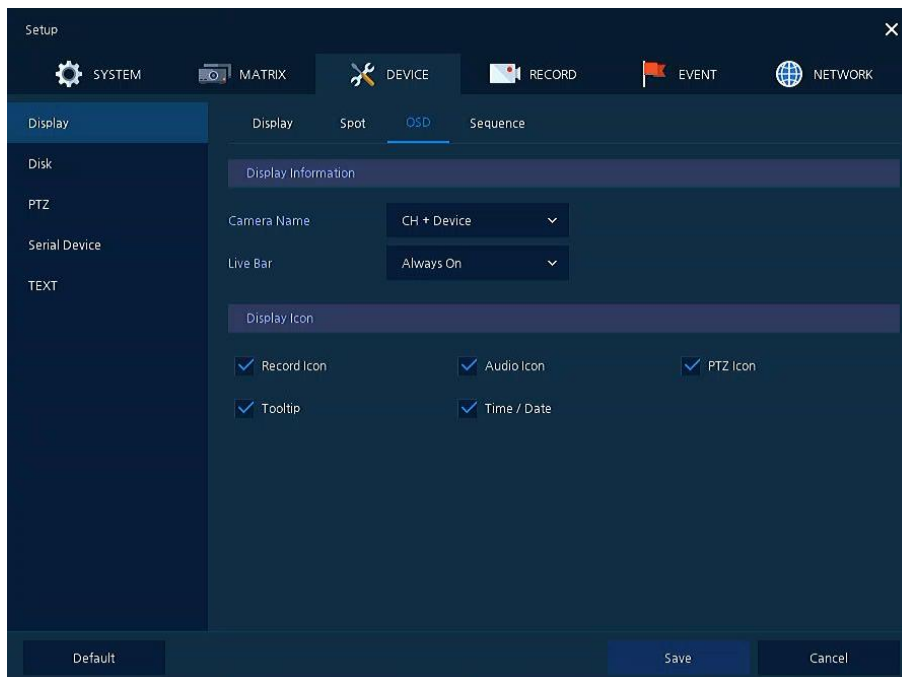 Setup
SYSTEM MATRIX DEVICE RECORD EVENT NETWORK
Display
Disk
PTZ
Serial Device
TEXT
Display Spot OSD Sequence
Display Information
Camera Name CH + Device
Live Bar Always On
Display Icon
Record Icon Audio Icon PTZ Icon
Tooltip Time / Date
Default Save Cancel